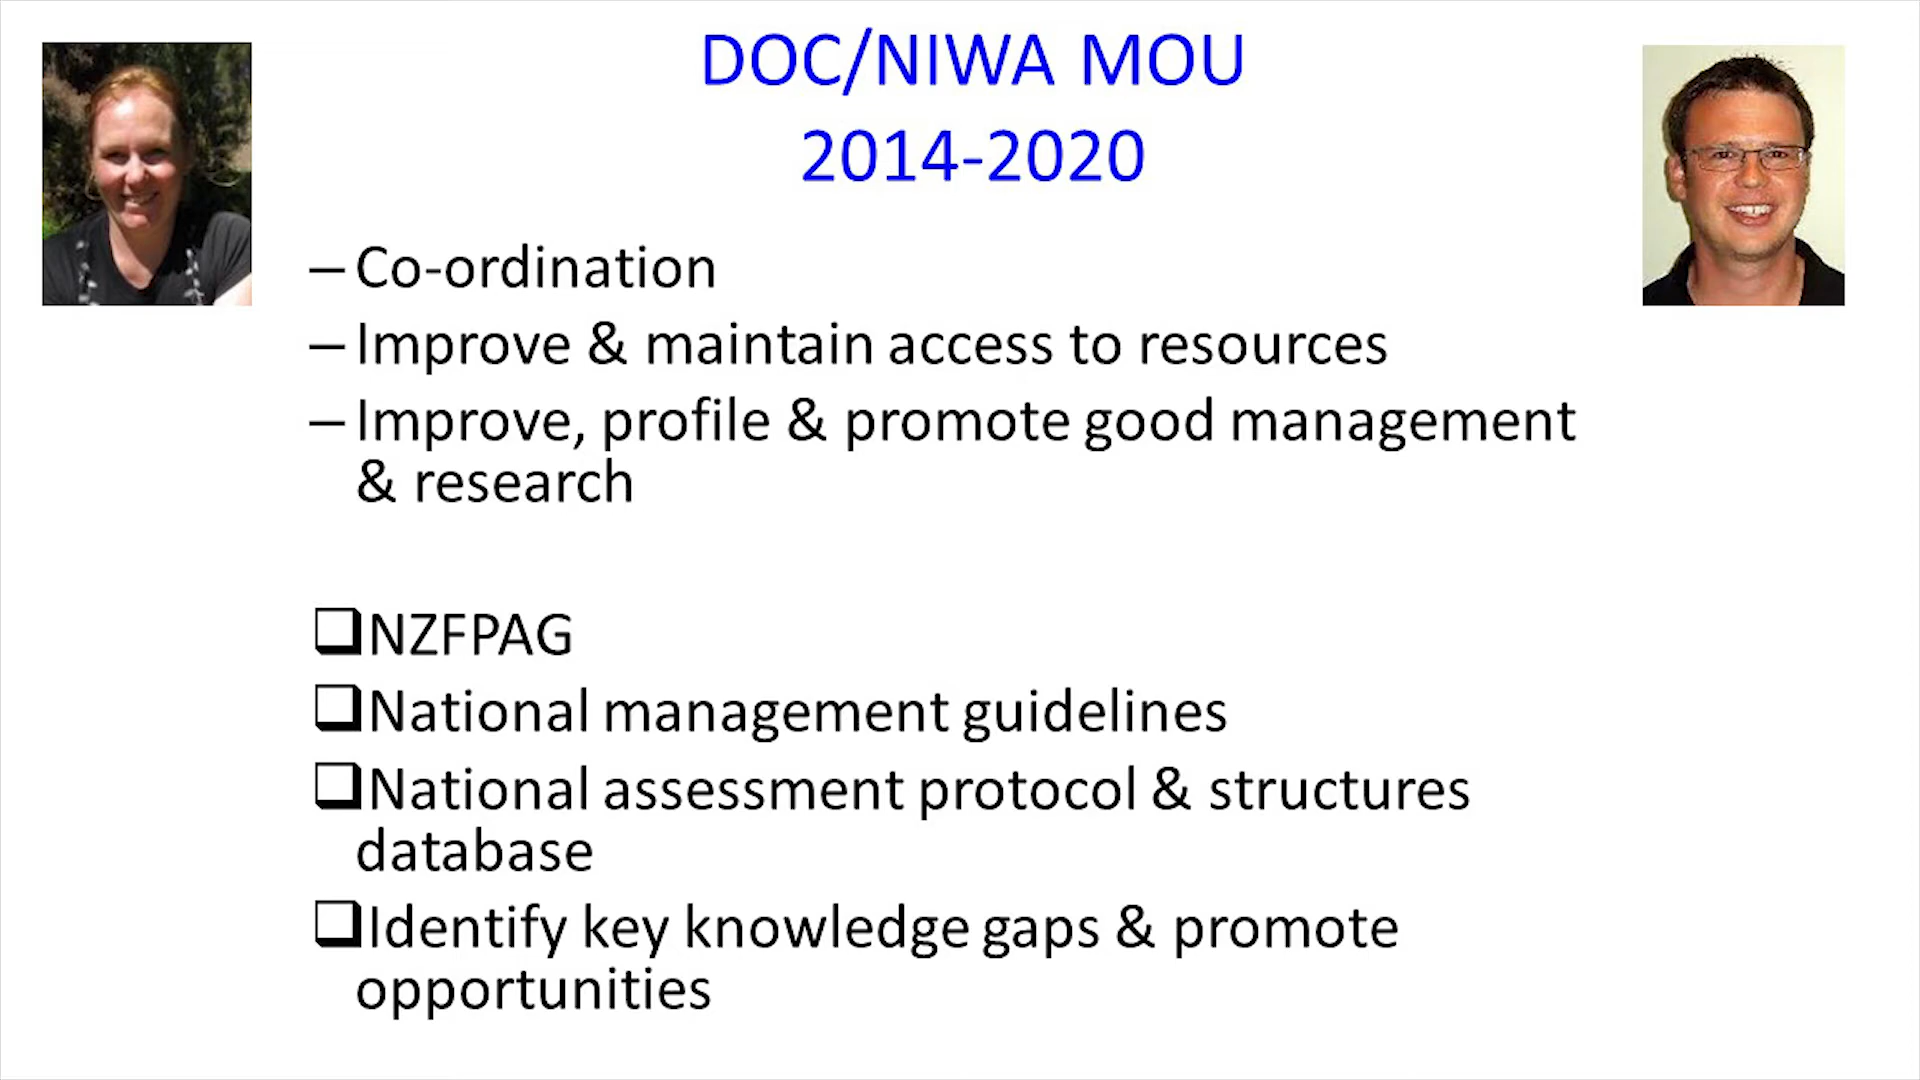 DOC/NIWA MOU
2014-2020
– Co-ordination
– Improve & maintain access to resources
– Improve, profile & promote good management
& research
❑NZFPAG
❑National management guidelines
❑National assessment protocol & structures
database
❑Identify key knowledge gaps & promote
opportunities